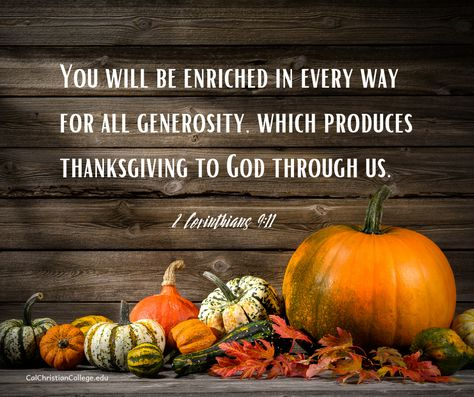 You will be enriched in every way
for all generosity, which produces
thanksgiving to God through us.
2 Corinthians 9:11
CalChristianCollege.edu